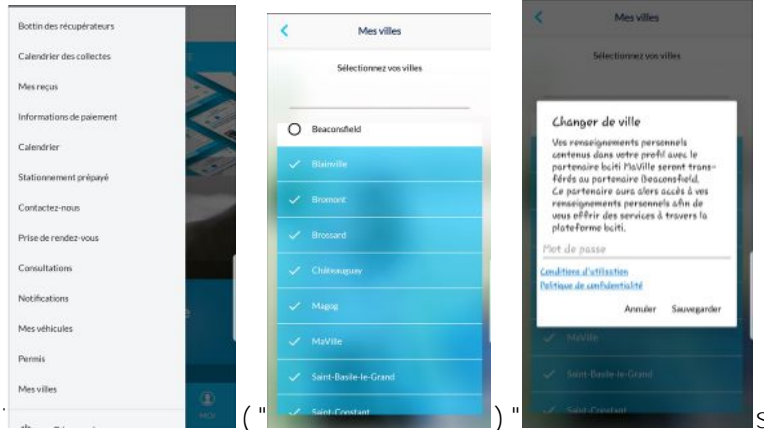 Bottin des récupérateurs
Calendrier des collectes
Mes reçus
Informations de paiement
Calendrier
Stationnement prépayé
Contactez-nous
Prise de rendez-vous
Consultations
Notifications
Mes véhicules
Permis
Mes villes
MOI
("
Mes villes
Sélectionnez vos villes
Beaconsfield
Blainville
Bromont
Brossard
Châteauguay
Magog
MaVille
Saint-Basile-le-Grand
Saint-Constant
)"
Mes villes
Sélectionnez vos villes
Changer de ville
Vos renseignements personnels
contenus dans votre profil avec le
partenaire bciti MaVille seront trans-
férés au partenaire Beaconsfield.
Ce partenaire aura alors accès à vos
renseignements personnels afin de
vous offrir des services à travers la
plateforme bciti.
Mot de passe
Conditions d'utilisation
Politique de confidentialité
Annuler Sauvegarder
MaVille
Saint-Basile-le-Grand
Saint-Constant
s